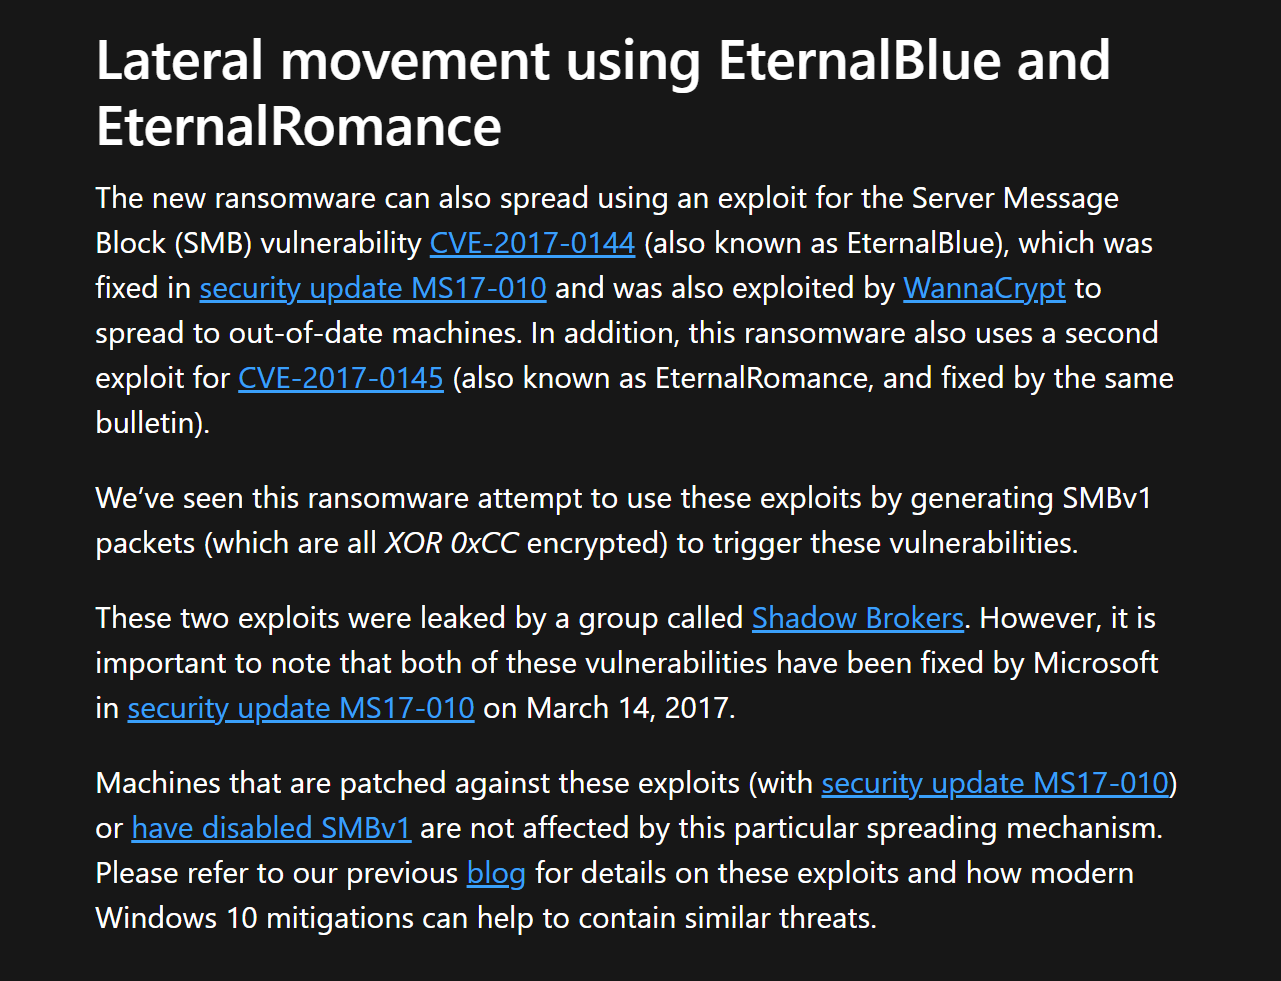 Lateral movement using EternalBlue and
EternalRomance
The new ransomware can also spread using an exploit for the Server Message
Block (SMB) vulnerability CVE-2017-0144 (also known as EternalBlue), which was
fixed in security update MS17-010 and was also exploited by WannaCrypt to
spread to out-of-date machines. In addition, this ransomware also uses a second
exploit for CVE-2017-0145 (also known as EternalRomance, and fixed by the same
bulletin).
We’ve seen this ransomware attempt to use these exploits by generating SMBv1
packets (which are all XOR 0xCC encrypted) to trigger these vulnerabilities.
These two exploits were leaked by a group called Shadow Brokers. However, it is
important to note that both of these vulnerabilities have been fixed by Microsoft
in security update MS17-010 on March 14, 2017.
Machines that are patched against these exploits (with security update MS17-010)
or have disabled SMBv1 are not affected by this particular spreading mechanism.
Please refer to our previous blog for details on these exploits and how modern
Windows 10 mitigations can help to contain similar threats.